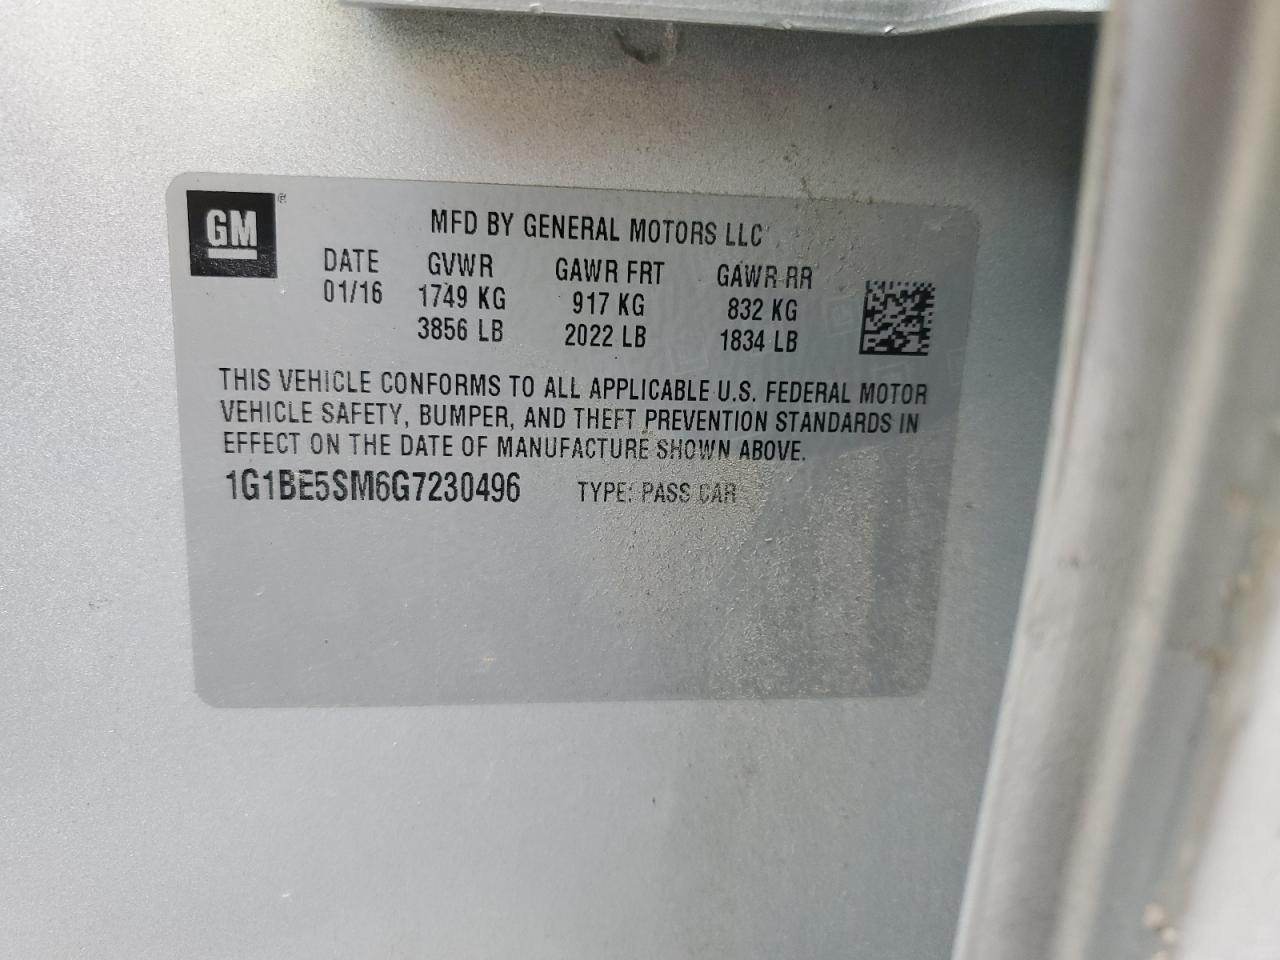 GM®
MFD BY GENERAL MOTORS LLC
DATE GVWR GAWR FRT GAWR RR
01/16 1749 KG 917 KG 832 KG
3856 LB 2022 LB 1834 LB
THIS VEHICLE CONFORMS TO ALL APPLICABLE U.S. FEDERAL MOTOR
VEHICLE SAFETY, BUMPER, AND THEFT PREVENTION STANDARDS IN
EFFECT ON THE DATE OF MANUFACTURE SHOWN ABOVE.
1G1BE5SM6G7230496 TYPE: PASS CAR